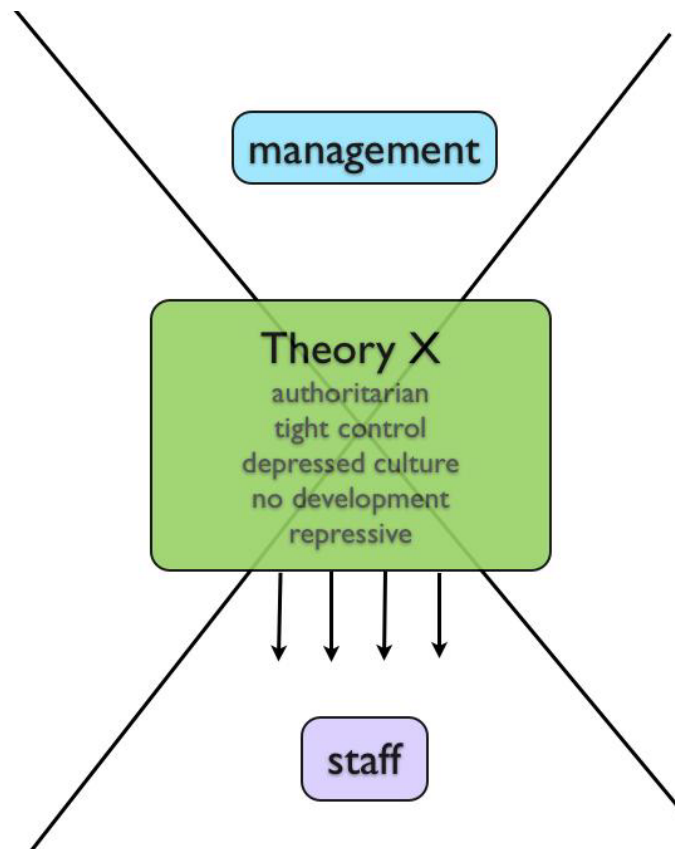 management
Theory X
authoritarian
tight control
depressed culture
no development
repressive
staff